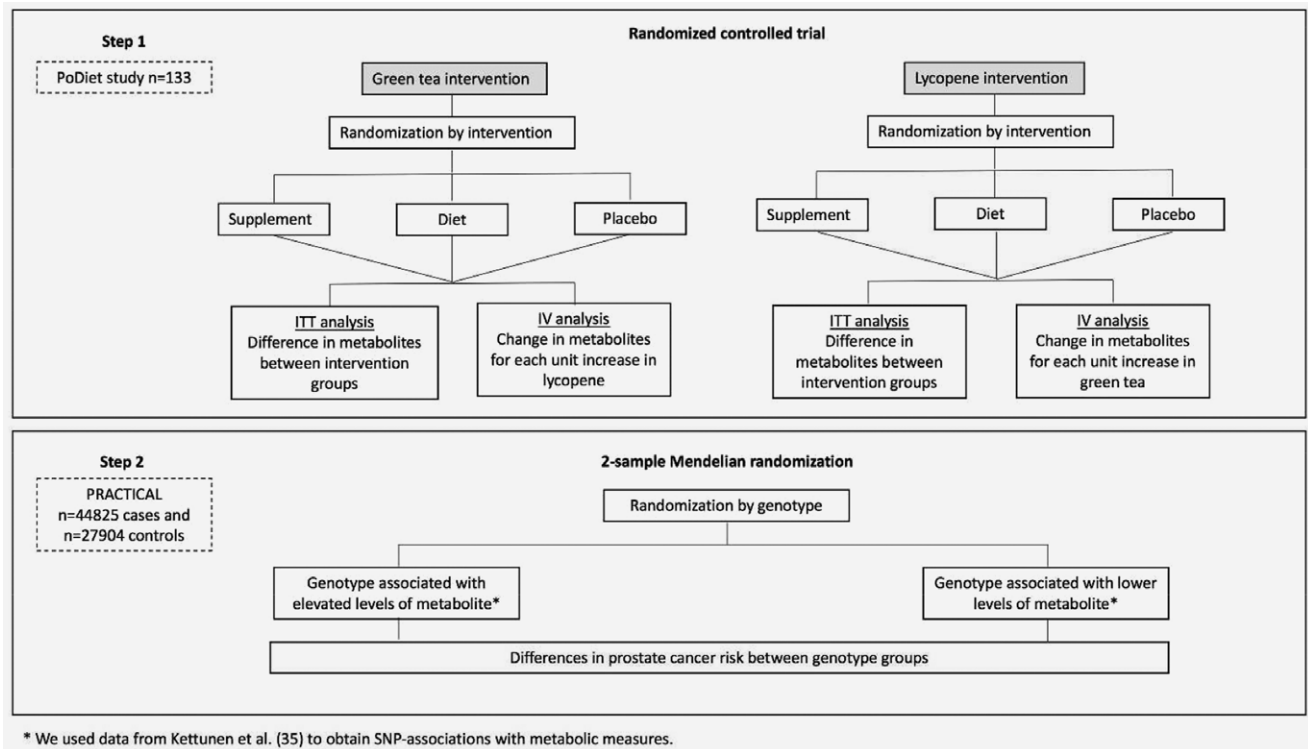 Step 1
Randomized controlled trial
PoDiet study n=133
Green tea intervention
Lycopene intervention
Randomization by intervention
Randomization by intervention
Supplement
Diet
Placebo
Supplement
Diet
Placebo
ITT analysis
Difference in metabolites
between intervention
groups
IV analysis
Change in metabolites
for each unit increase in
lycopene
ITT analysis
Difference in
metabolites between
intervention groups
IV analysis
Change in metabolites
for each unit increase in
green tea
Step 2
2-sample Mendelian randomization
PRACTICAL
n=44825 cases and
n=27904 controls
Randomization by genotype
Genotype associated with
elevated levels of metabolite*
Genotype associated with lower
levels of metabolite*
Differences in prostate cancer risk between genotype groups
* We used data from Kettunen et al. (35) to obtain SNP-associations with metabolic measures.